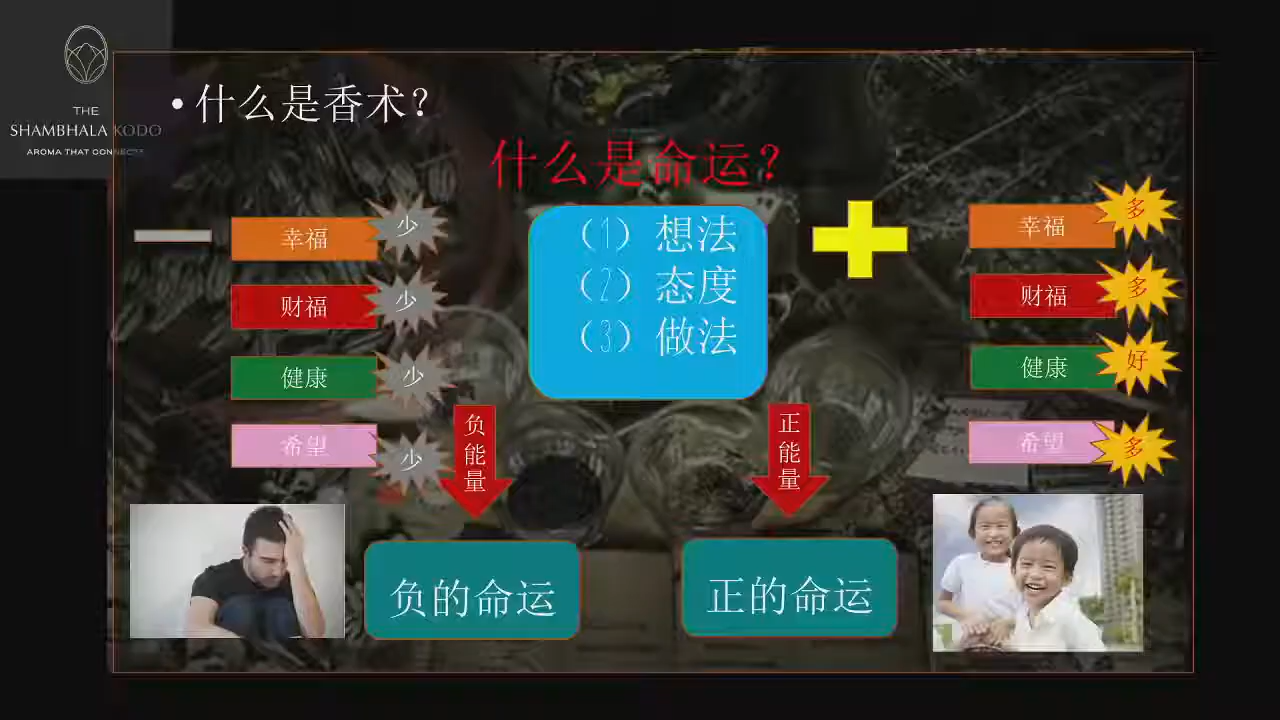 THE
SHAMBHALA KODO
AROMA THAT CONNECTS
• 什么是香术?
什么是命运?
幸福 少
财福 少
健康 少
希望 少
(1) 想法
(2) 态度
(3) 做法
幸福 多
财福 多
健康 好
希望 多
负能量
正能量
负的命运
正的命运